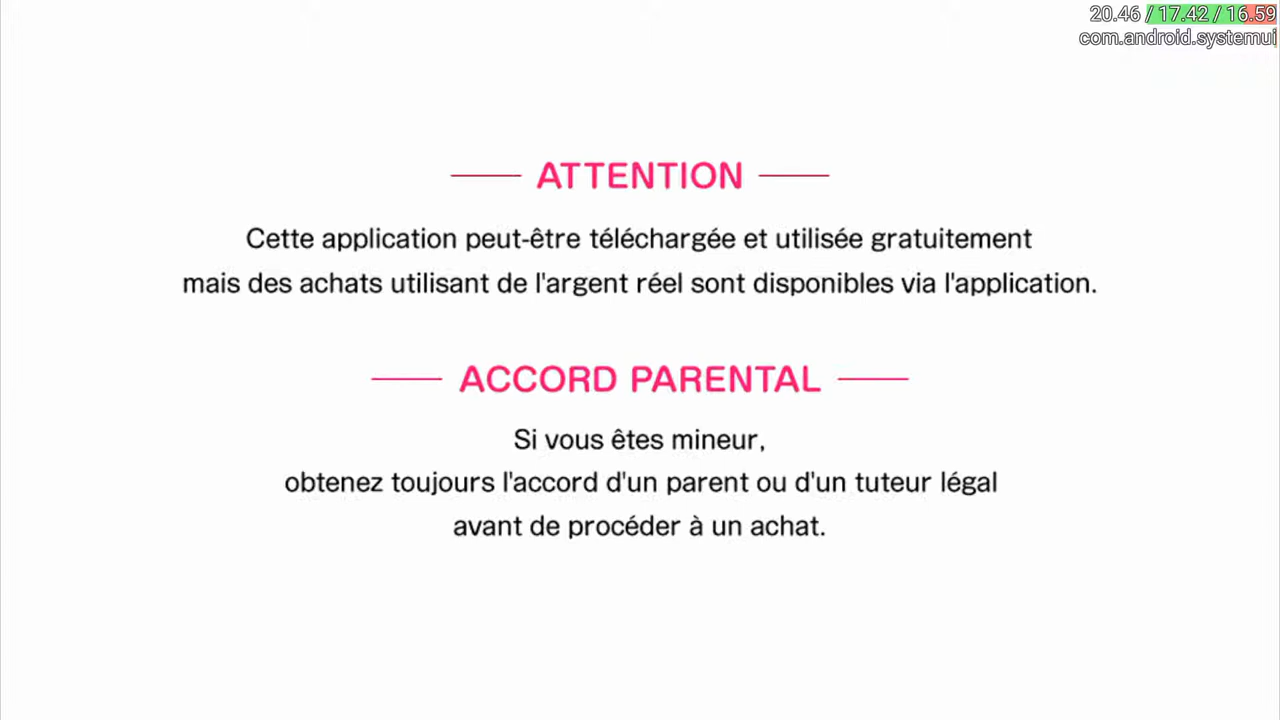 20.46 / 17.42 / 16.59
com.android.systemui
ATTENTION
Cette application peut-être téléchargée et utilisée gratuitement
mais des achats utilisant de l'argent réel sont disponibles via l'application.
ACCORD PARENTAL
Si vous êtes mineur,
obtenez toujours l'accord d'un parent ou d'un tuteur légal
avant de procéder à un achat.